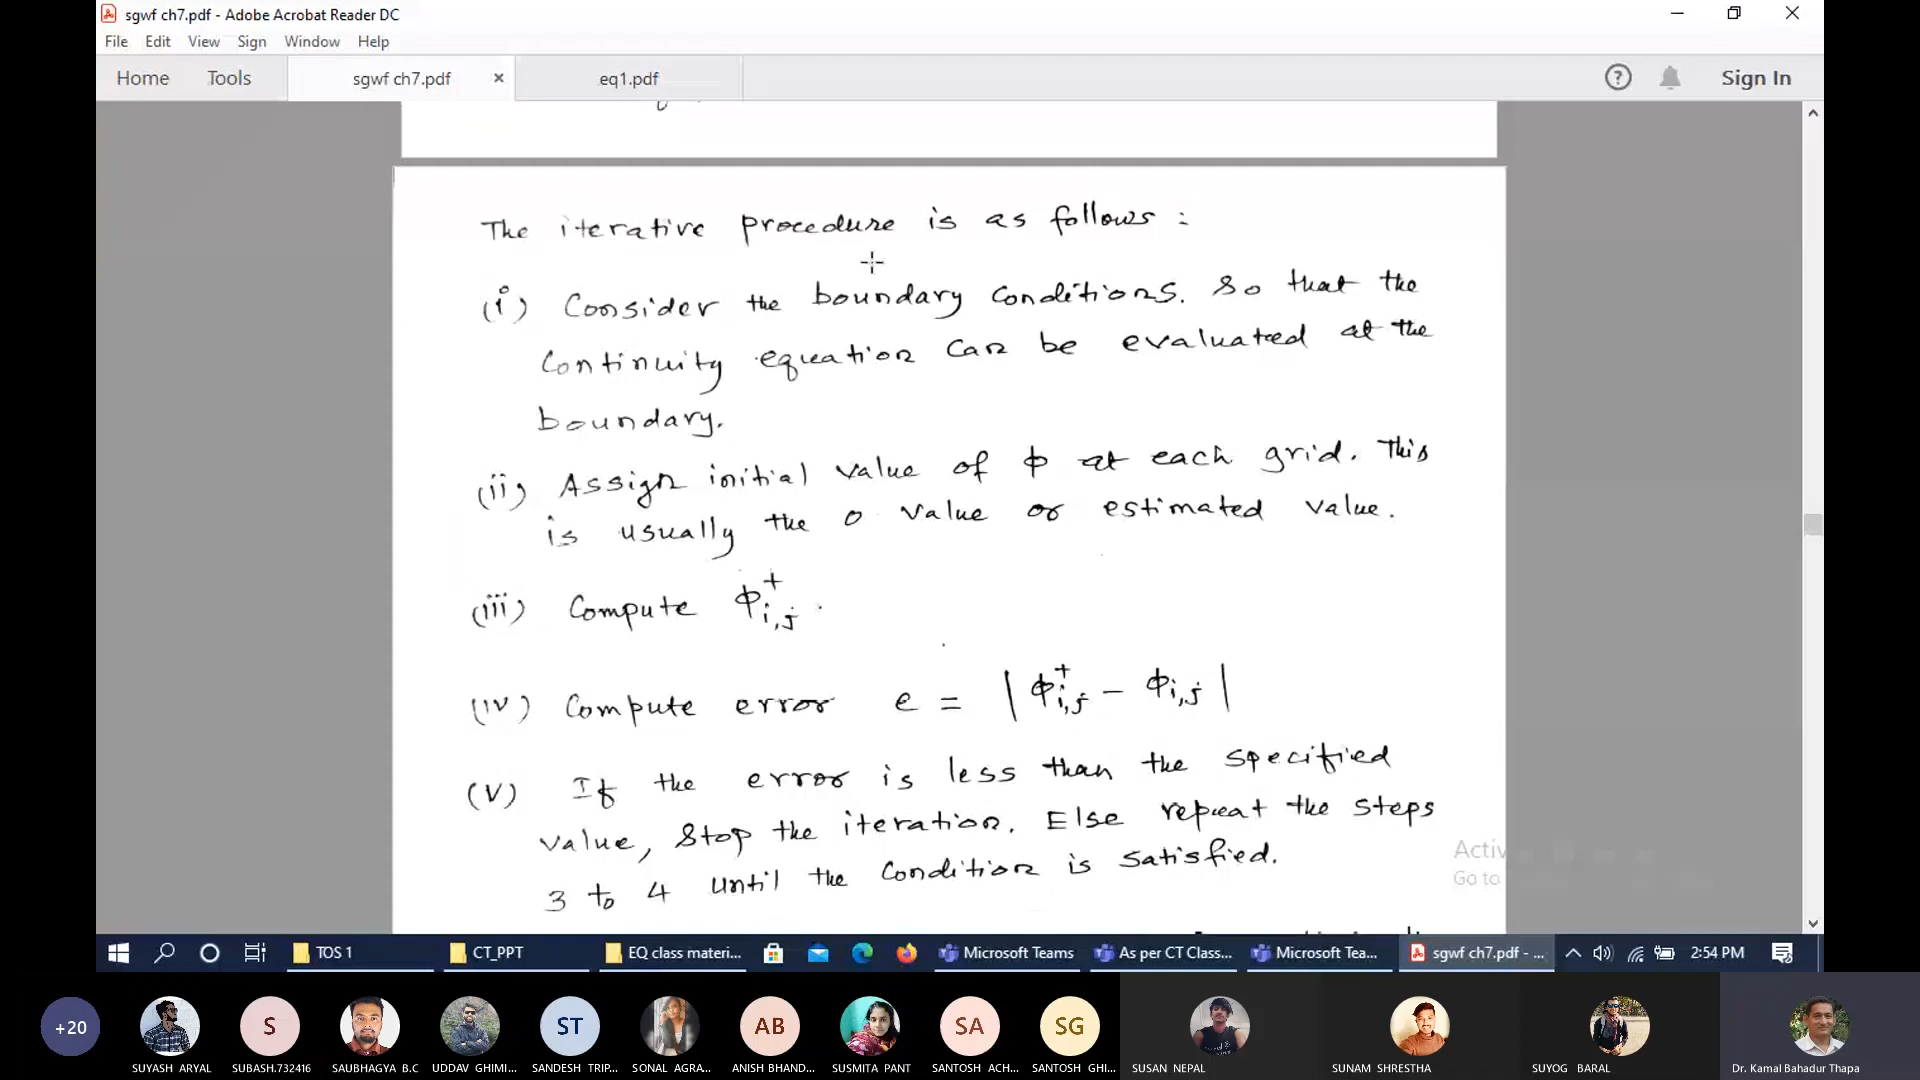 sgwf ch7.pdf - Adobe Acrobat Reader DC
File Edit View Sign Window Help
Home Tools sgwf ch7.pdf × eq1.pdf Sign In
The iterative procedure is as follows :
(i) Consider the boundary conditions. So that the
continuity equation can be evaluated at the
boundary.
(ii) Assign initial value of ϕ at each grid. This
is usually the 0 value or estimated value.
(iii) Compute ϕ⁺i,j .
(iv) Compute error e = | ϕ⁺i,j − ϕi,j |
(v) If the error is less than the specified
value, stop the iteration. Else repeat the steps
3 to 4 until the condition is satisfied.
Activ
Go to
TOS 1 CT_PPT EQ class materi... Microsoft Teams As per CT Class... Microsoft Tea... sgwf ch7.pdf - ... 2:54 PM
+20 S ST AB SA SG
SUYASH ARYAL SUBASH.732416 SAUBHAGYA B.C UDDAV GHIMI... SANDESH TRIP... SONAL AGRA... ANISH BHAND... SUSMITA PANT SANTOSH ACH... SANTOSH GHI... SUSAN NEPAL SUNAM SHRESTHA SUYOG BARAL Dr. Kamal Bahadur Thapa